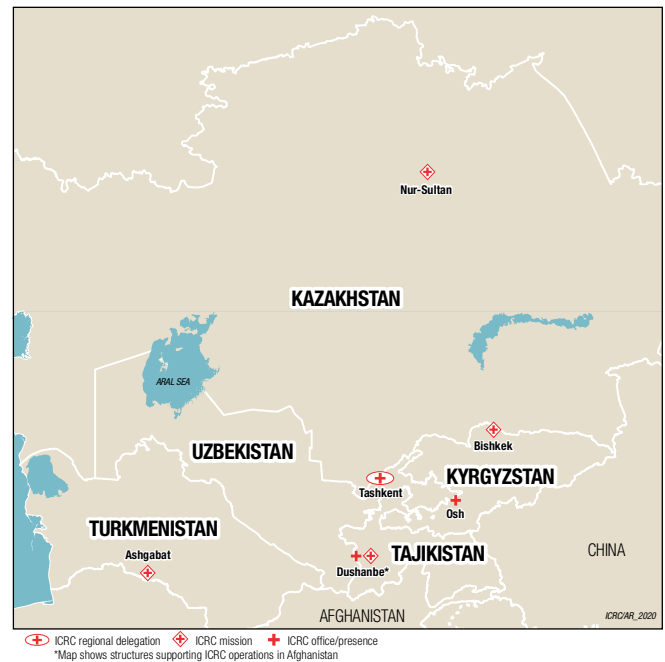 Nur-Sultan
KAZAKHSTAN
ARAL SEA
Bishkek
UZBEKISTAN
KYRGYZSTAN
Tashkent
Osh
TURKMENISTAN
Ashgabat
TAJIKISTAN
CHINA
Dushanbe*
AFGHANISTAN
ICRC/AR_2020
ICRC regional delegation ICRC mission ICRC office/presence
*Map shows structures supporting ICRC operations in Afghanistan